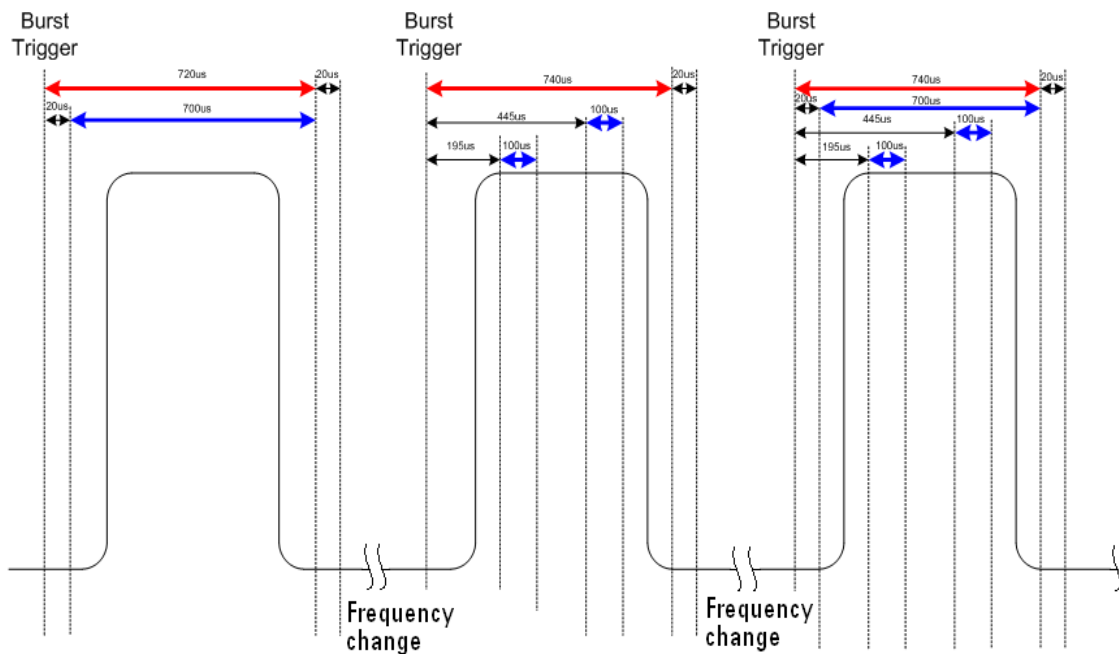 Burst
Trigger
720us
20us
20us
700us
Burst
Trigger
740us
20us
445us
100us
195us
100us
Burst
Trigger
740us
20us
20us
700us
445us
100us
195us
100us
Frequency
change
Frequency
change